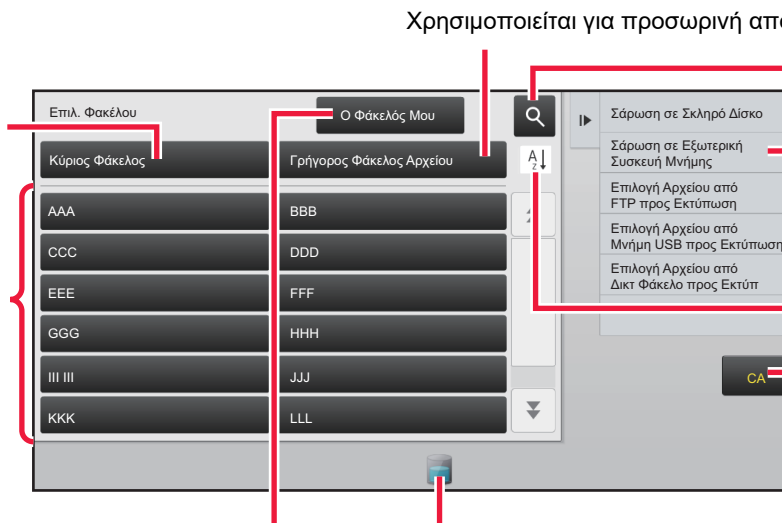 Χρησιμοποιείται για προσωρινή
Επιλ. Φακέλου
Ο Φάκελός Μου
Κύριος Φάκελος
Γρήγορος Φάκελος Αρχείου
A
Z
AAA
BBB
CCC
DDD
EEE
FFF
GGG
HHH
III III
JJJ
KKK
LLL
Σάρωση σε Σκληρό Δίσκο
Σάρωση σε Εξωτερική
Συσκευή Μνήμης
Επιλογή Αρχείου από
FTP προς Εκτύπωση
Επιλογή Αρχείου από
Μνήμη USB προς Εκτύπωση
Επιλογή Αρχείου από
Δικτ Φάκελο προς Εκτύπ
CA